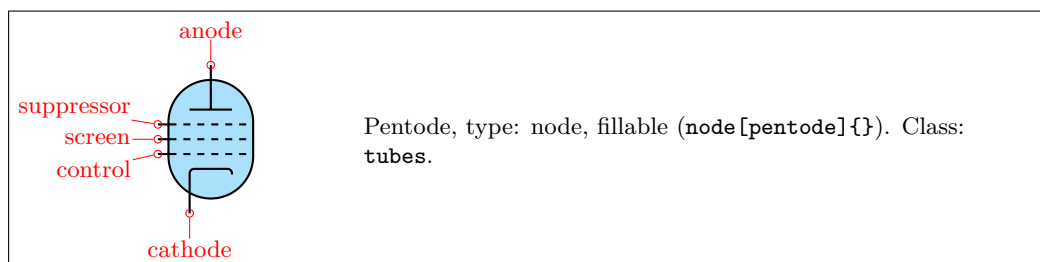 anode
suppressor
screen
control
cathode
Pentode, type: node, fillable (node[pentode]{}). Class:
tubes.